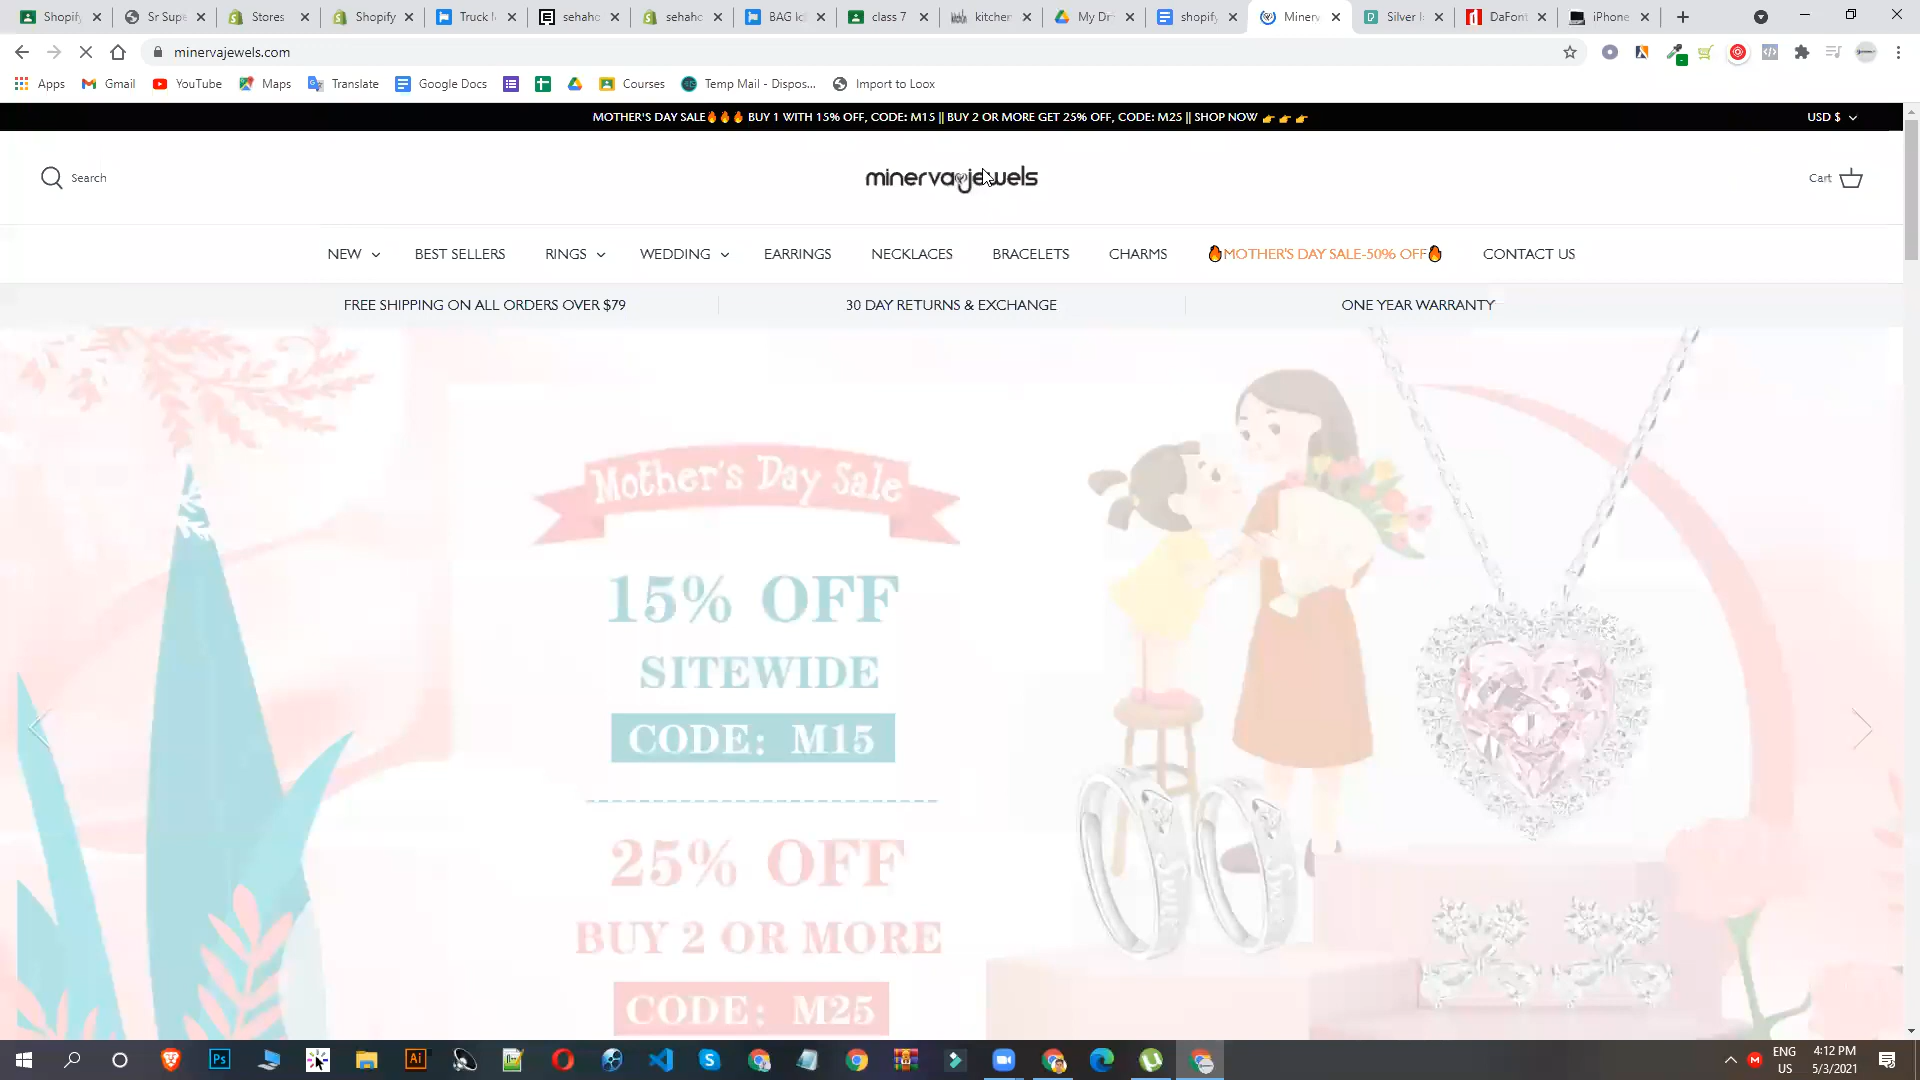 Shopify
Sr Supe
Stores
Shopify
Truck I
sehaho
sehaho
BAG Ic
class 7
kitchen
My Dri
shopify
Minerv
Silver
DaFont
iPhone
minervajewels.com
Apps
Gmail
YouTube
Maps
Translate
Google Docs
Courses
Temp Mail - Dispos...
Import to Loox
MOTHER'S DAY SALE🔥🔥🔥 BUY 1 WITH 15% OFF, CODE: M15 || BUY 2 OR MORE GET 25% OFF, CODE: M25 || SHOP NOW 👉 👉 👉
USD $
Search
minervajewels
Cart
NEW
BEST SELLERS
RINGS
WEDDING
EARRINGS
NECKLACES
BRACELETS
CHARMS
🔥MOTHER'S DAY SALE-50% OFF🔥
CONTACT US
FREE SHIPPING ON ALL ORDERS OVER $79
30 DAY RETURNS & EXCHANGE
ONE YEAR WARRANTY
Mother's Day Sale
15% OFF
SITEWIDE
CODE: M15
25% OFF
BUY 2 OR MORE
CODE: M25
ENG
US
4:12 PM
5/3/2021